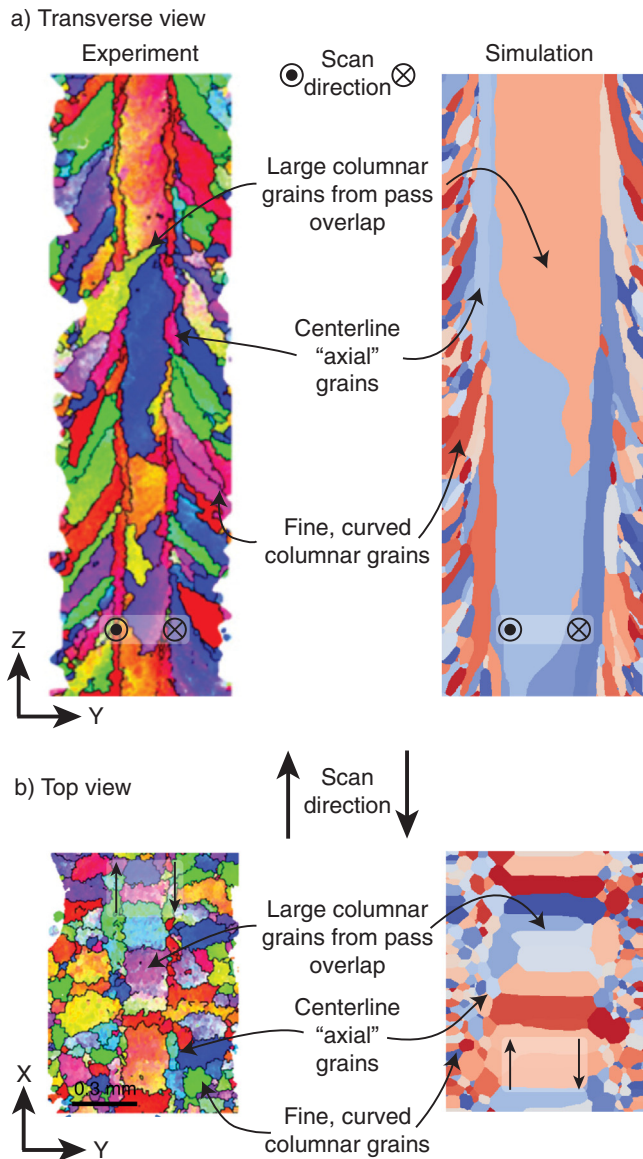 a) Transverse view
Experiment
Scan
direction
Simulation
Large columnar
grains from pass
overlap
Centerline
“axial”
grains
Fine, curved
columnar grains
Z
Y
b) Top view
Scan
direction
Large columnar
grains from pass
overlap
Centerline
“axial”
grains
X
0.3 mm
Fine, curved
columnar grains
Y